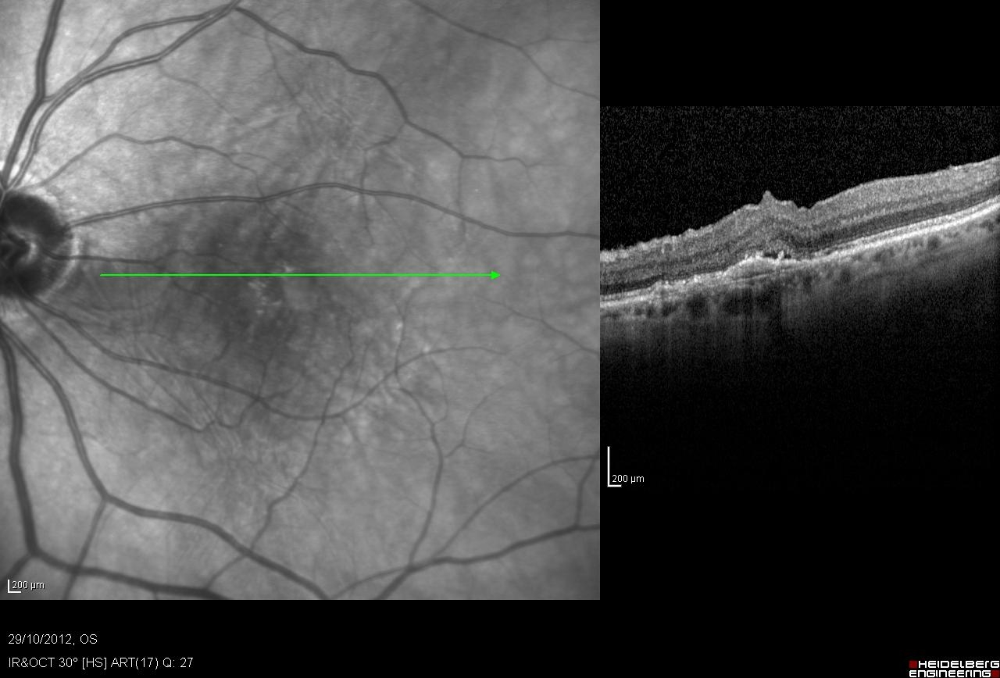 200 µm
200 µm
29/10/2012, OS
IR&OCT 30° [HS] ART(17) Q: 27
HEIDELBERG
ENGINEERING